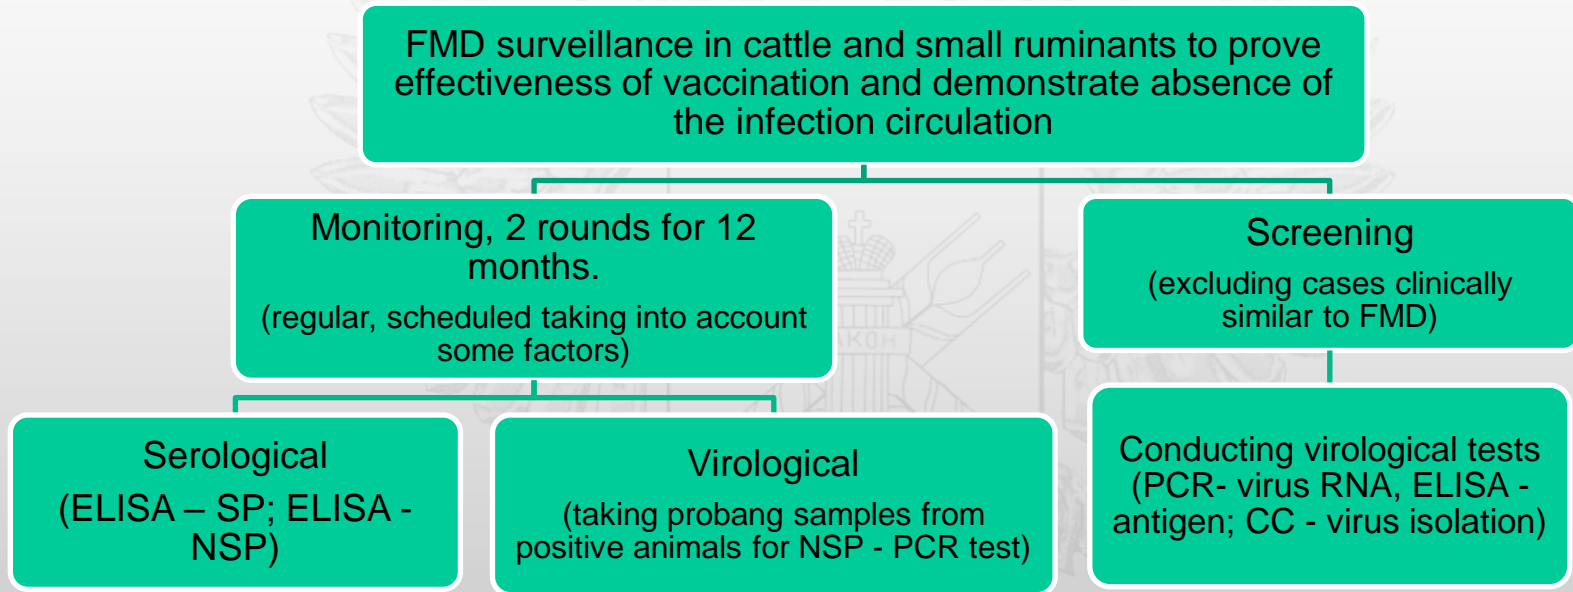 FMD surveillance in cattle and small ruminants to prove
effectiveness of vaccination and demonstrate absence of
the infection circulation
Monitoring, 2 rounds for 12
months.
(regular, scheduled taking into account
some factors)
Screening
(excluding cases clinically
similar to FMD)
Serological
(ELISA – SP; ELISA -
NSP)
Virological
(taking probang samples from
positive animals for NSP - PCR test)
Conducting virological tests
(PCR- virus RNA, ELISA -
antigen; CC - virus isolation)